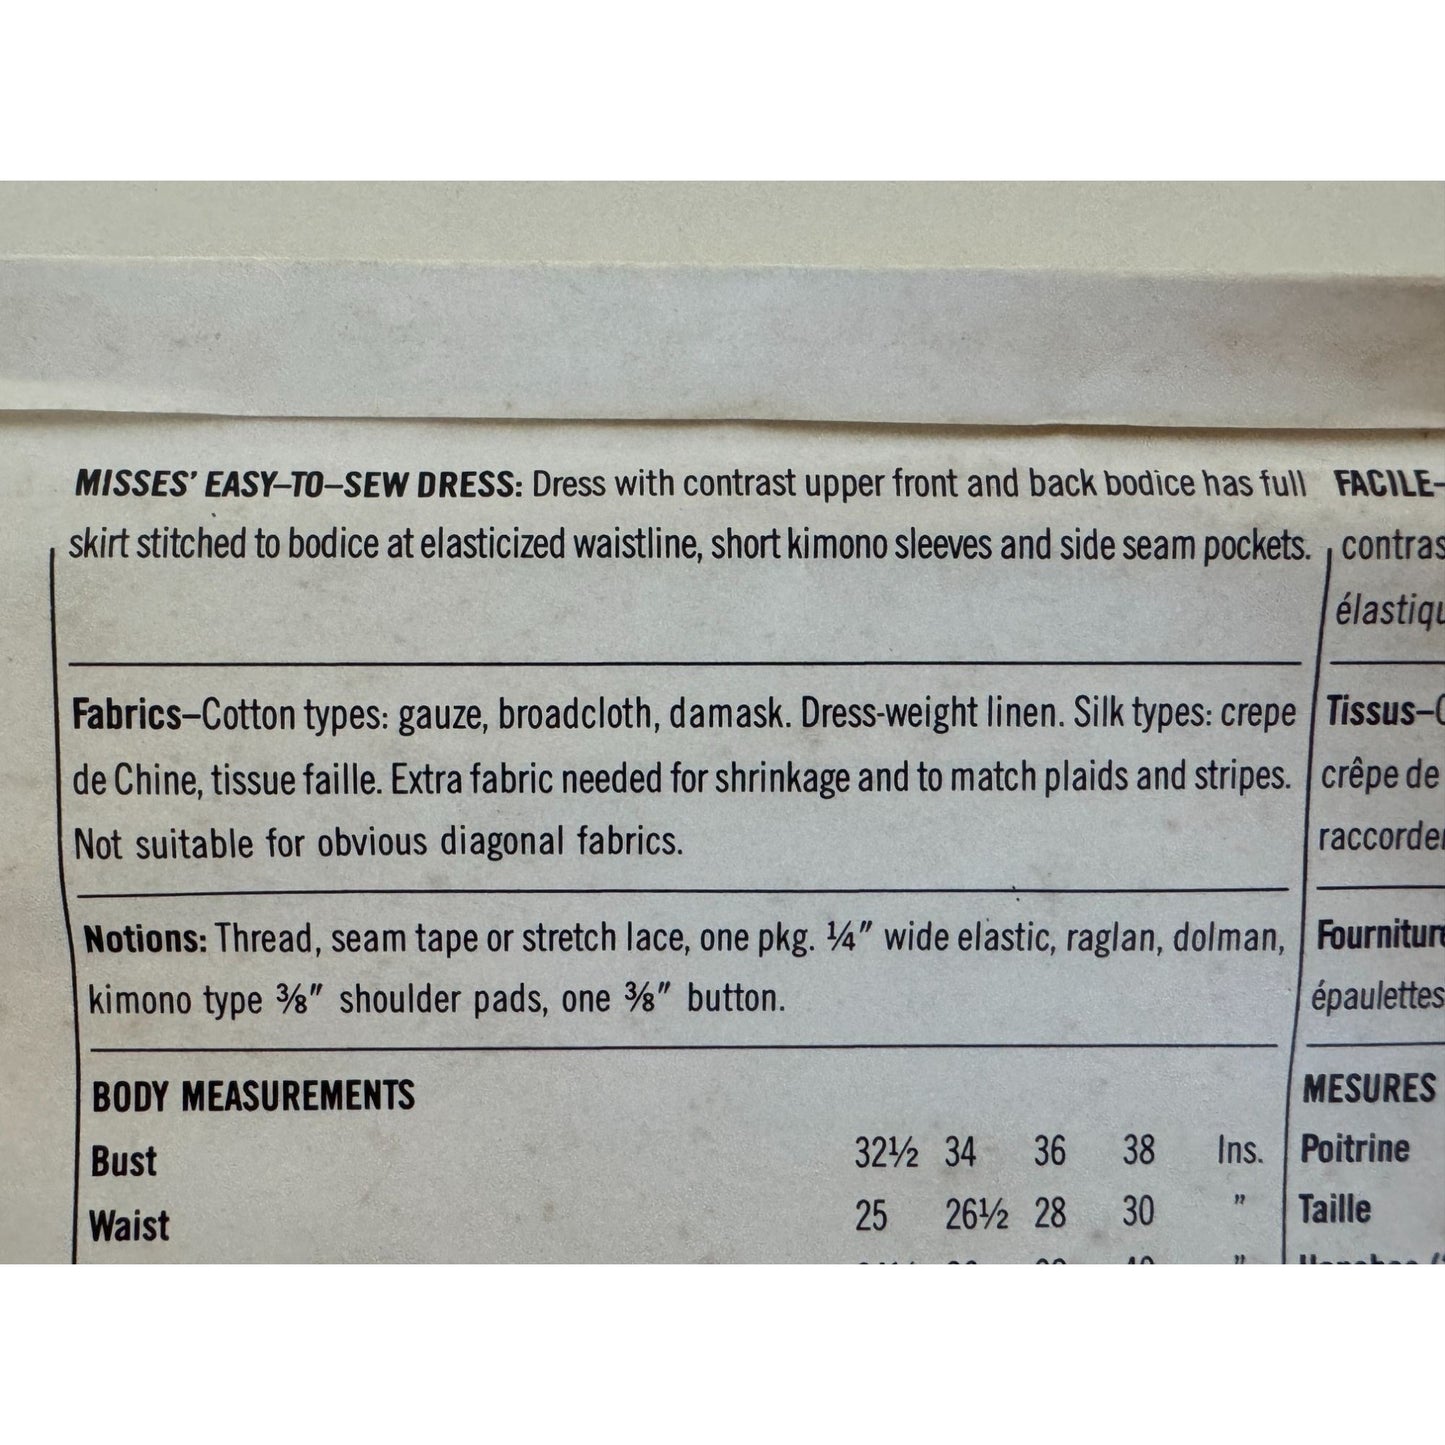 MISSES' EASY–TO–SEW DRESS: Dress with contrast upper front and back bodice has full
skirt stitched to bodice at elasticized waistline, short kimono sleeves and side seam pockets.
Fabrics–Cotton types: gauze, broadcloth, damask. Dress-weight linen. Silk types: crepe
de Chine, tissue faille. Extra fabric needed for shrinkage and to match plaids and stripes.
Not suitable for obvious diagonal fabrics.
Notions: Thread, seam tape or stretch lace, one pkg. ¼″ wide elastic, raglan, dolman,
kimono type ⅜″ shoulder pads, one ⅜″ button.
BODY MEASUREMENTS
Bust 32½ 34 36 38 Ins.
Waist 25 26½ 28 30 ″
FACILE–
élastiqu
Tissus–
crêpe de
épaulettes
MESURES
Poitrine
Taille